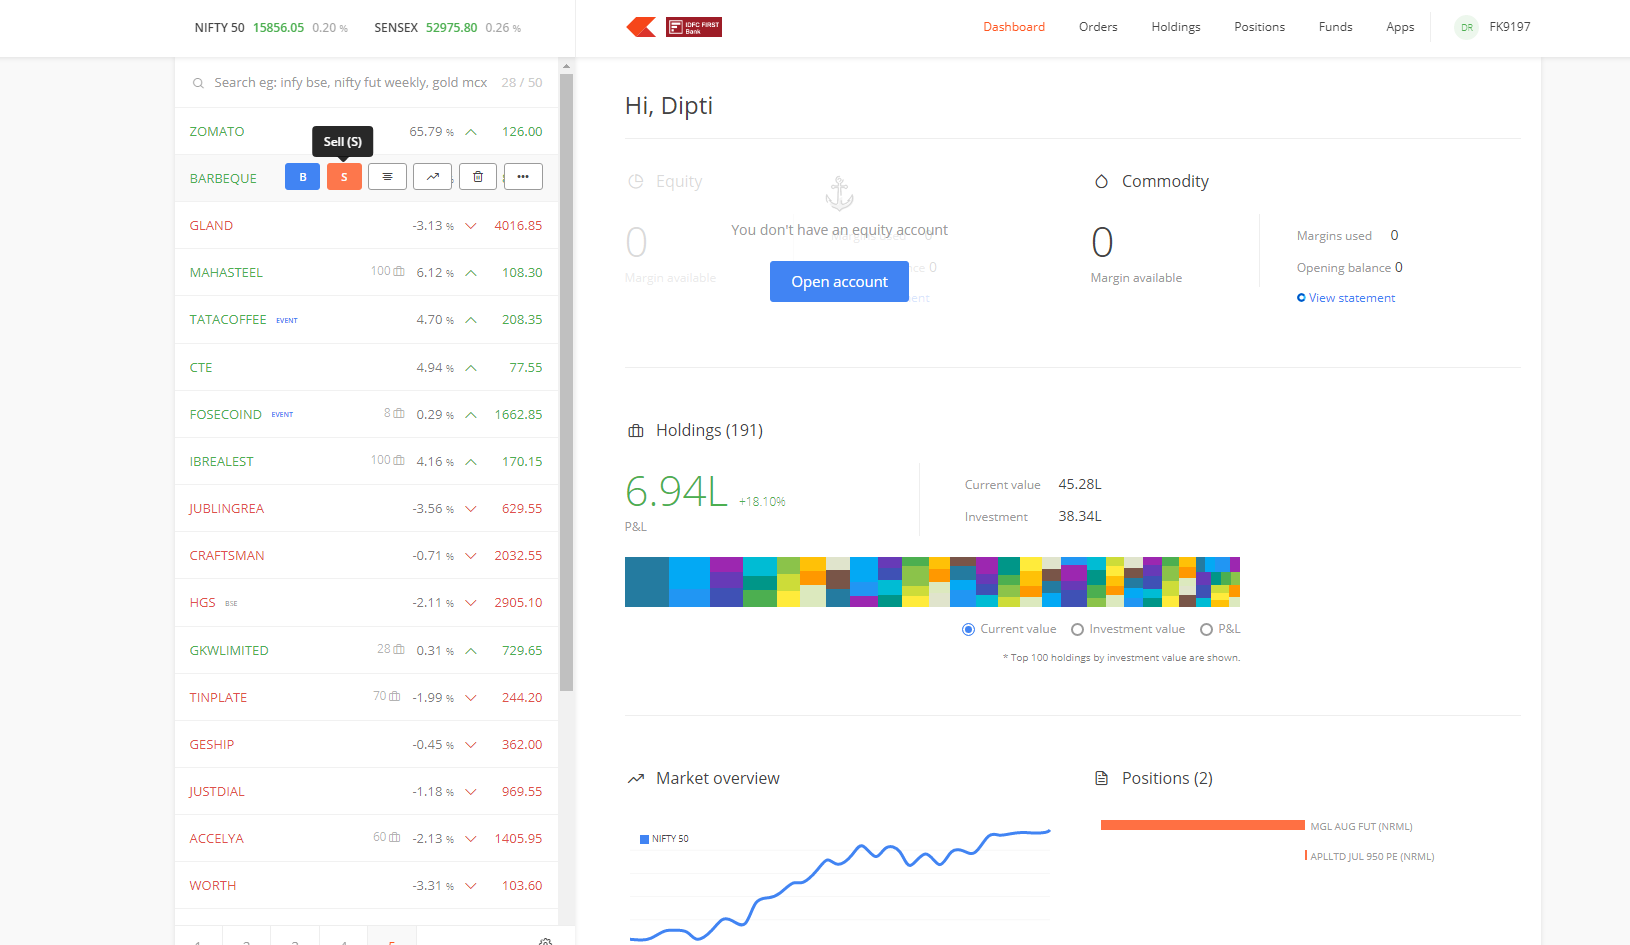 NIFTY 50 15856.05 0.20 % SENSEX 52975.80 0.26 %
IDFC FIRST
Bank
Dashboard Orders Holdings Positions Funds Apps DR FK9197
Search eg: infy bse, nifty fut weekly, gold mcx 28 / 50
ZOMATO 65.79 % 126.00
Sell (S)
BARBEQUE B S •••
GLAND -3.13 % 4016.85
MAHASTEEL 100 6.12 % 108.30
TATACOFFEE EVENT 4.70 % 208.35
CTE 4.94 % 77.55
FOSECOIND EVENT 8 0.29 % 1662.85
IBREALEST 100 4.16 % 170.15
JUBLINGREA -3.56 % 629.55
CRAFTSMAN -0.71 % 2032.55
HGS BSE -2.11 % 2905.10
GKWLIMITED 28 0.31 % 729.65
TINPLATE 70 -1.99 % 244.20
GESHIP -0.45 % 362.00
JUSTDIAL -1.18 % 969.55
ACCELYA 60 -2.13 % 1405.95
WORTH -3.31 % 103.60
1 2 3 4 5
Hi, Dipti
Equity
0
Margin available
You don't have an equity account
Open account
Commodity
0
Margin available
Margins used 0
Opening balance 0
View statement
Holdings (191)
6.94L +18.10%
P&L
Current value 45.28L
Investment 38.34L
Current value Investment value P&L
* Top 100 holdings by investment value are shown.
Market overview
NIFTY 50
Positions (2)
MGL AUG FUT (NRML)
APLLTD JUL 950 PE (NRML)